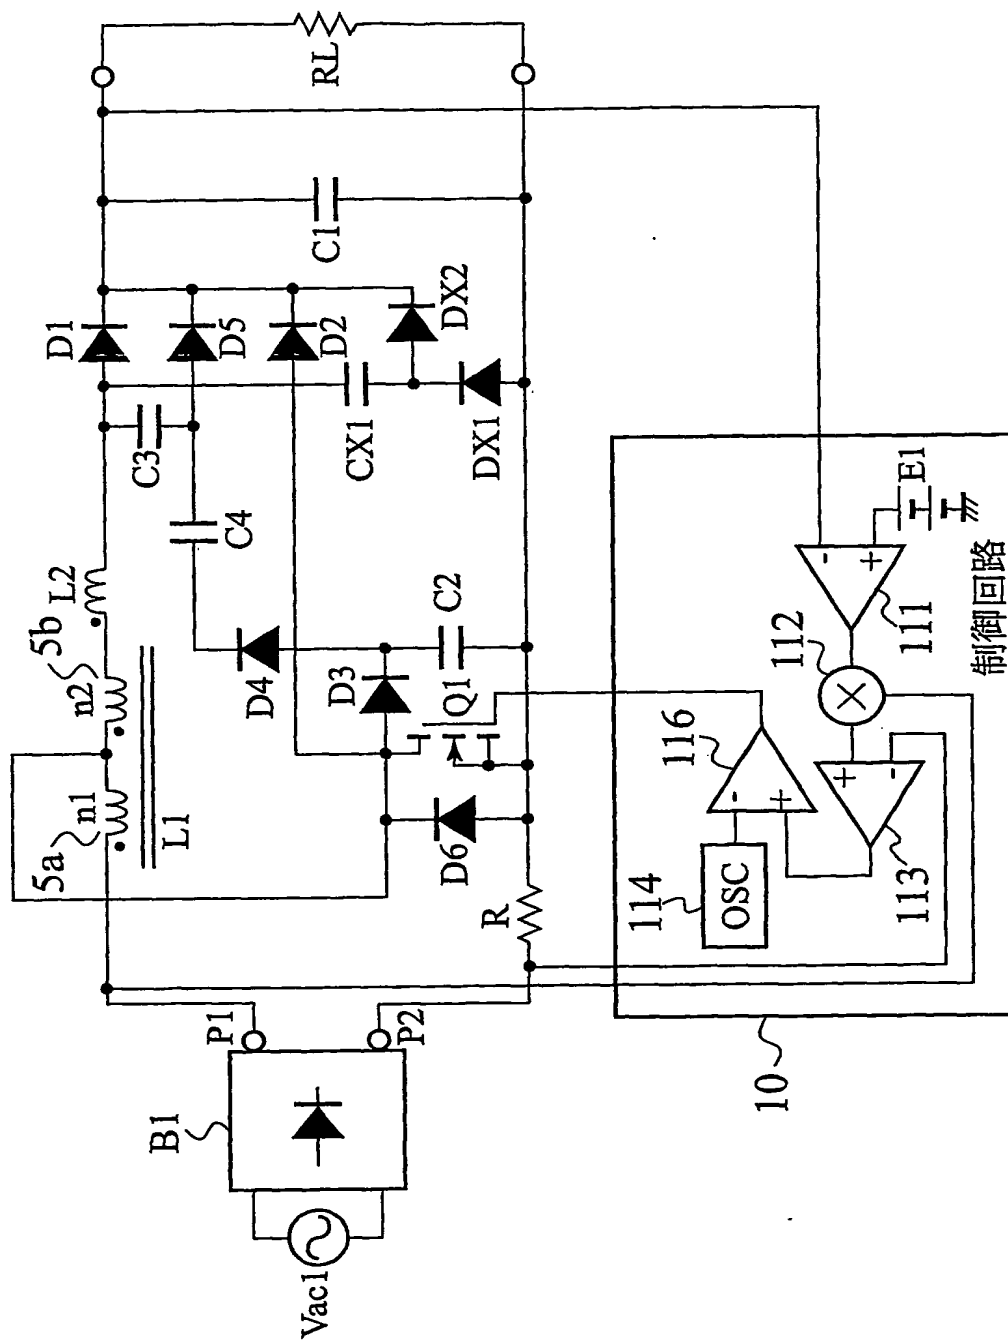 Vac1
B1
P1
P2
5a
n1
L1
n2
5b
L2
C3
C4
D1
D5
D2
CX1
DX2
DX1
C1
RL
D4
D3
C2
Q1
D6
R
10
114
OSC
116
-
+
113
+
-
112
×
111
-
+
E1
制御回路